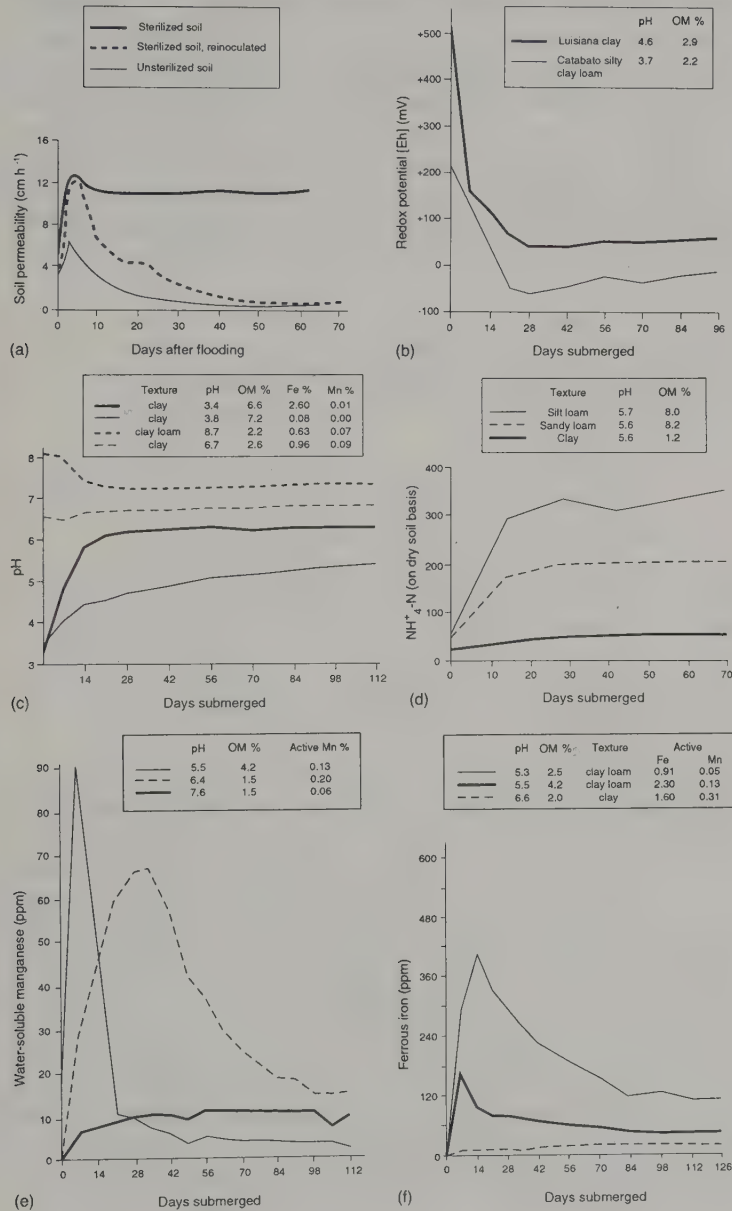 Sterilized soil
Sterilized soil, reinoculated
Unsterilized soil
16
12
8
4
0
Soil permeability (cm h -1)
0 10 20 30 40 50 60 70
(a) Days after flooding
pH OM %
Luisiana clay 4.6 2.9
Catabato silty 3.7 2.2
clay loam
+500
+400
+300
+200
+100
0
-100
Redox potential [Eh] (mV)
0 14 28 42 56 70 84 96
(b) Days submerged
Texture pH OM % Fe % Mn %
clay 3.4 6.6 2.60 0.01
clay 3.8 7.2 0.08 0.00
clay loam 8.7 2.2 0.63 0.07
clay 6.7 2.6 0.96 0.09
8
7
6
5
4
3
pH
14 28 42 56 70 84 98 112
(c) Days submerged
Texture pH OM %
Silt loam 5.7 8.0
Sandy loam 5.6 8.2
Clay 5.6 1.2
400
300
200
100
50
0
NH+4-N (on dry soil basis)
0 14 28 42 56 70
(d) Days submerged
pH OM % Active Mn %
5.5 4.2 0.13
6.4 1.5 0.20
7.6 1.5 0.06
90
80
70
60
50
40
30
20
10
0
Water-soluble manganese (ppm)
0 14 28 42 56 70 84 98 112
(e) Days submerged
pH OM % Texture Active
Fe Mn
5.3 2.5 clay loam 0.91 0.05
5.5 4.2 clay loam 2.30 0.13
6.6 2.0 clay 1.60 0.31
600
480
360
240
120
0
Ferrous iron (ppm)
0 14 28 42 56 70 84 98 112 126
(f) Days submerged